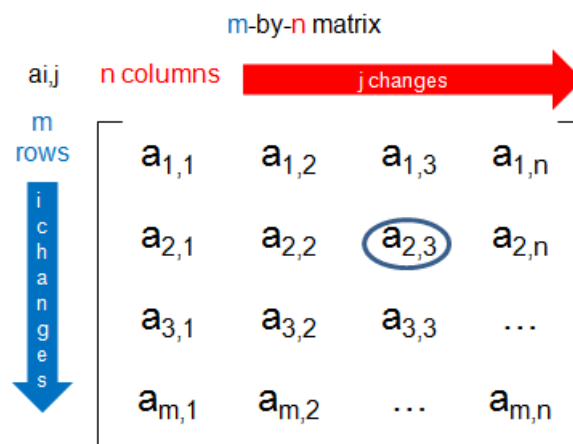 m-by-n matrix
ai,j n columns j changes
m
rows
i changes
a1,1 a1,2 a1,3 a1,n
a2,1 a2,2 a2,3 a2,n
a3,1 a3,2 a3,3 ...
am,1 am,2 ... am,n